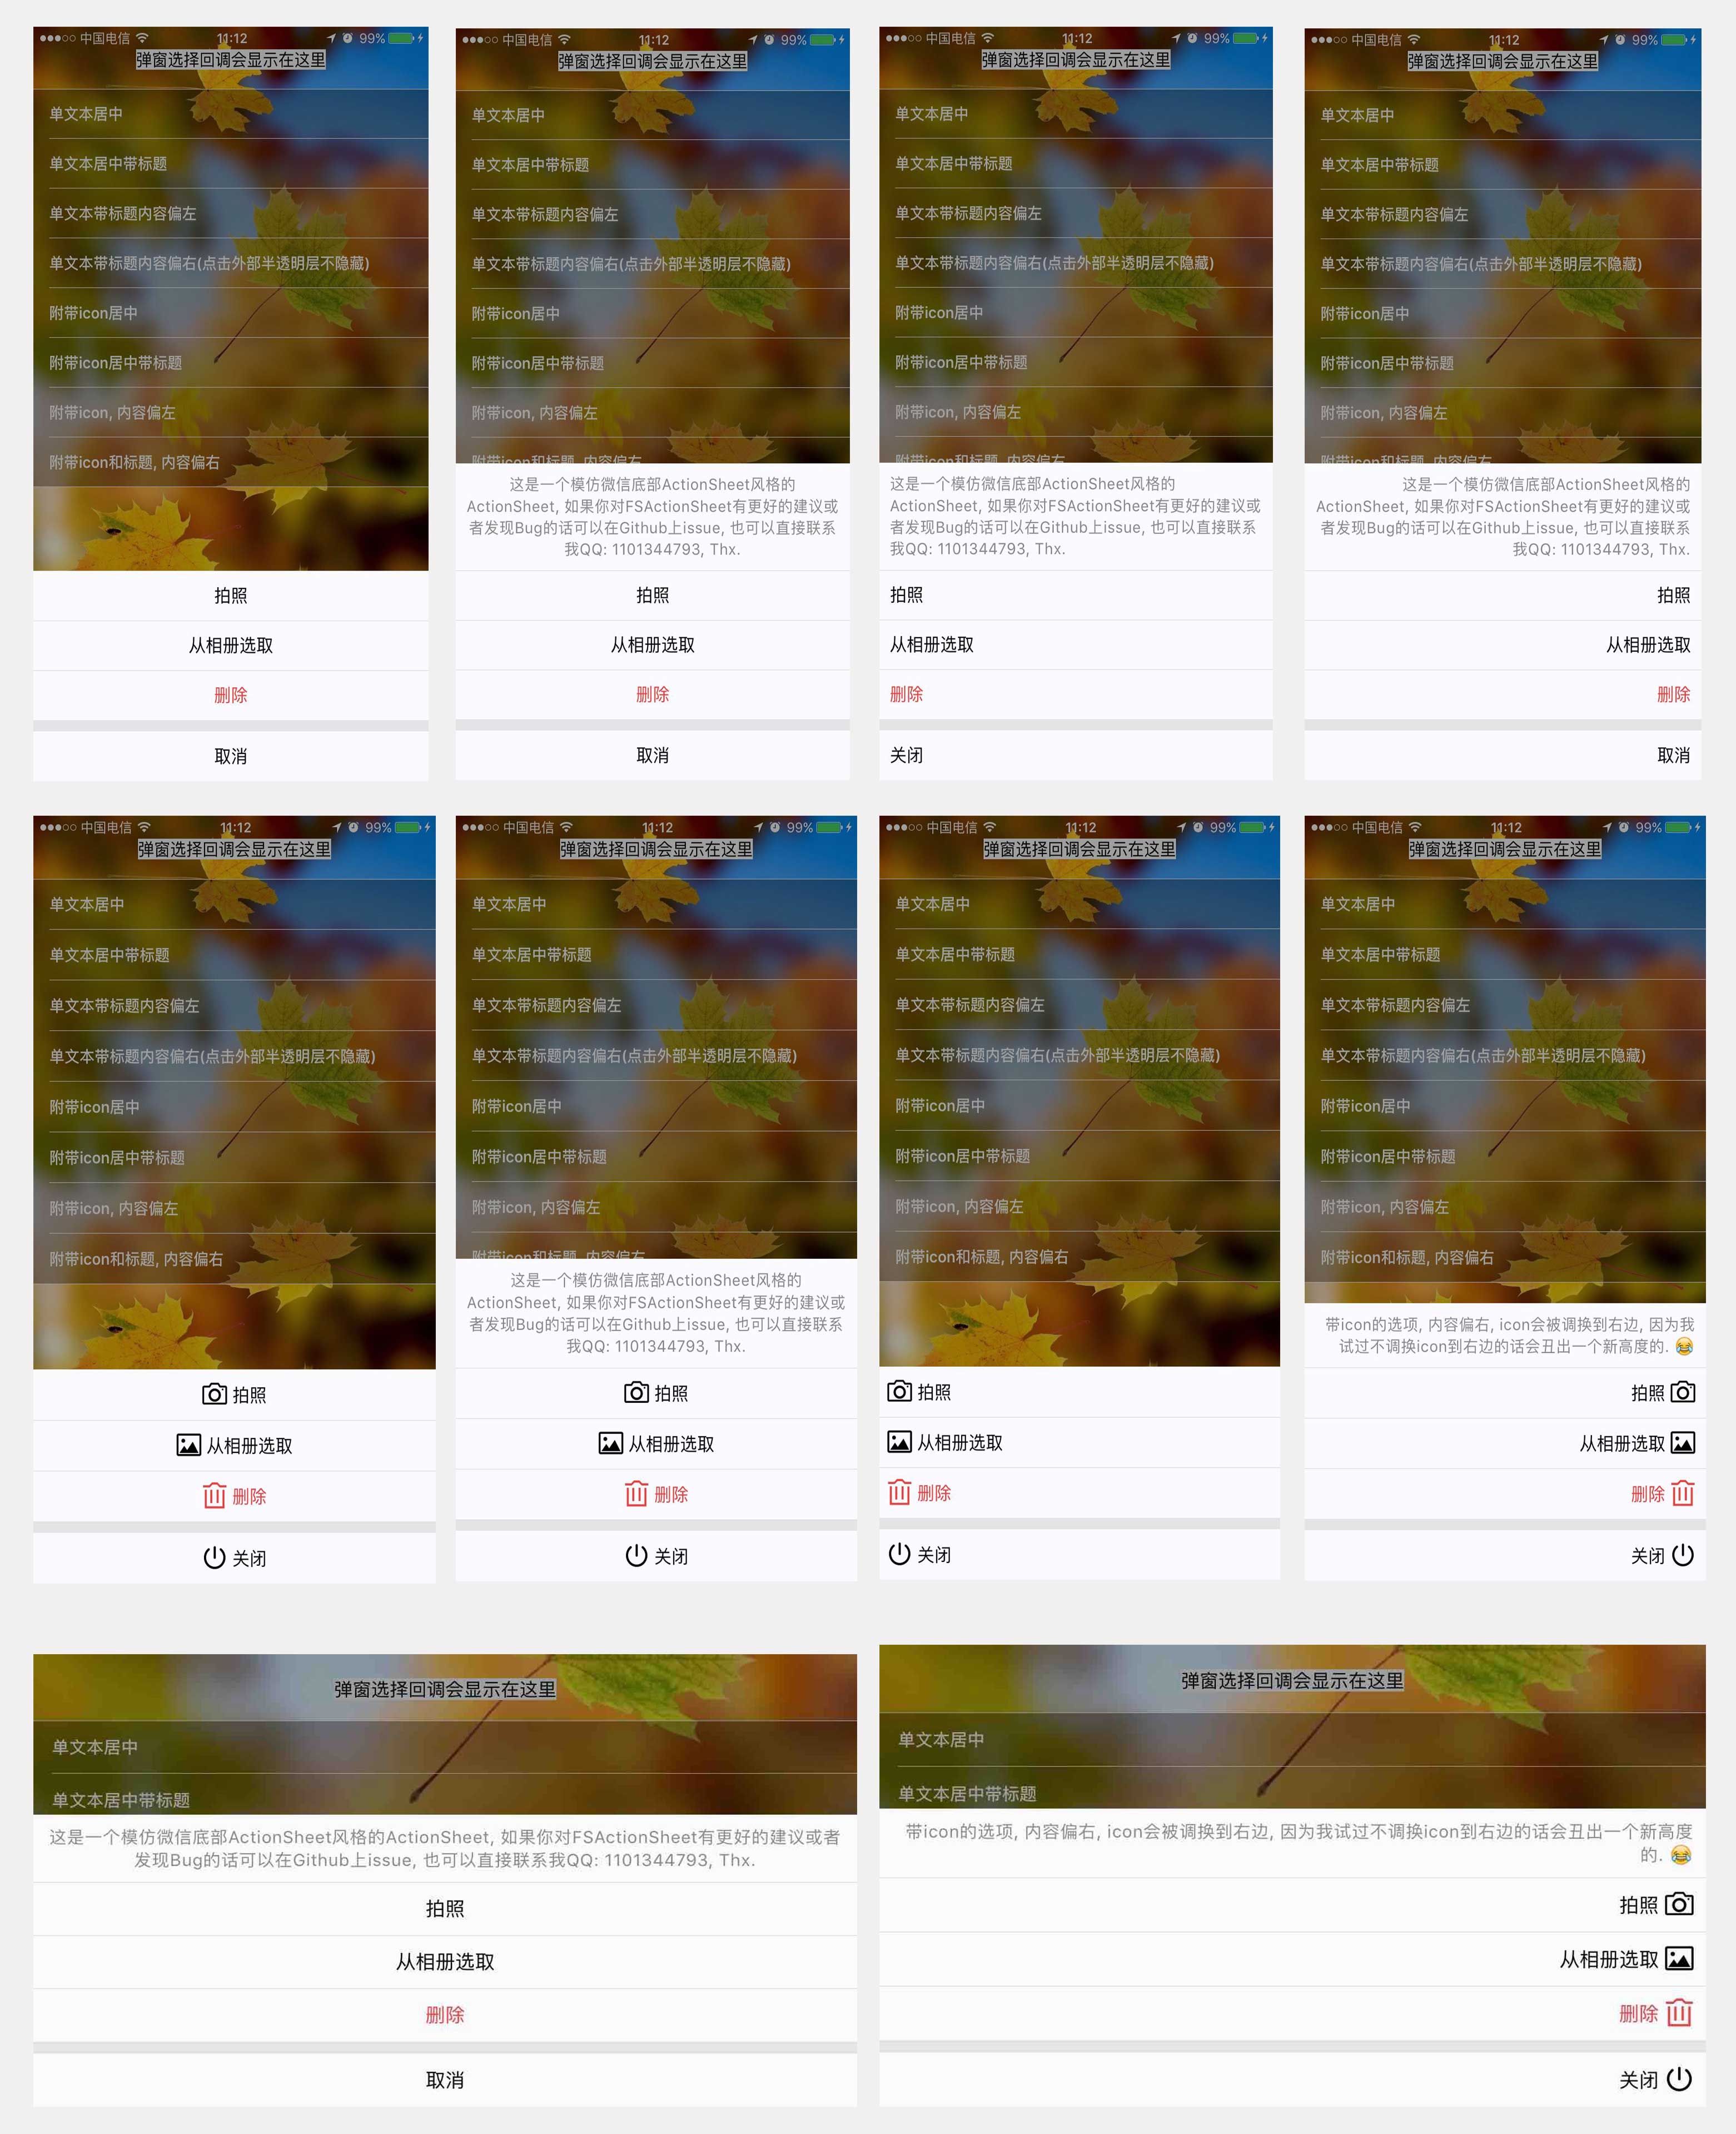 中国电信 11:12 99%
弹窗选择回调会显示在这里
单文本居中
单文本居中带标题
单文本带标题内容偏左
单文本带标题内容偏右(点击外部半透明层不隐藏)
附带icon居中
附带icon居中带标题
附带icon, 内容偏左
附带icon和标题, 内容偏右
拍照
从相册选取
删除
取消
中国电信 11:12 99%
弹窗选择回调会显示在这里
单文本居中
单文本居中带标题
单文本带标题内容偏左
单文本带标题内容偏右(点击外部半透明层不隐藏)
附带icon居中
附带icon居中带标题
附带icon, 内容偏左
附带icon和标题, 内容偏右
这是一个模仿微信底部ActionSheet风格的
ActionSheet, 如果你对FSActionSheet有更好的建议或
者发现Bug的话可以在Github上issue, 也可以直接联系
我QQ: 1101344793, Thx.
拍照
从相册选取
删除
取消
中国电信 11:12 99%
弹窗选择回调会显示在这里
单文本居中
单文本居中带标题
单文本带标题内容偏左
单文本带标题内容偏右(点击外部半透明层不隐藏)
附带icon居中
附带icon居中带标题
附带icon, 内容偏左
附带icon和标题, 内容偏右
这是一个模仿微信底部ActionSheet风格的
ActionSheet, 如果你对FSActionSheet有更好的建议或
者发现Bug的话可以在Github上issue, 也可以直接联系
我QQ: 1101344793, Thx.
拍照
从相册选取
删除
关闭
中国电信 11:12 99%
弹窗选择回调会显示在这里
单文本居中
单文本居中带标题
单文本带标题内容偏左
单文本带标题内容偏右(点击外部半透明层不隐藏)
附带icon居中
附带icon居中带标题
附带icon, 内容偏左
附带icon和标题, 内容偏右
这是一个模仿微信底部ActionSheet风格的
ActionSheet, 如果你对FSActionSheet有更好的建议或
者发现Bug的话可以在Github上issue, 也可以直接联系
我QQ: 1101344793, Thx.
拍照
从相册选取
删除
取消
中国电信 11:12 99%
弹窗选择回调会显示在这里
单文本居中
单文本居中带标题
单文本带标题内容偏左
单文本带标题内容偏右(点击外部半透明层不隐藏)
附带icon居中
附带icon居中带标题
附带icon, 内容偏左
附带icon和标题, 内容偏右
拍照
从相册选取
删除
关闭
中国电信 11:12 99%
弹窗选择回调会显示在这里
单文本居中
单文本居中带标题
单文本带标题内容偏左
单文本带标题内容偏右(点击外部半透明层不隐藏)
附带icon居中
附带icon居中带标题
附带icon, 内容偏左
附带icon和标题, 内容偏右
这是一个模仿微信底部ActionSheet风格的
ActionSheet, 如果你对FSActionSheet有更好的建议或
者发现Bug的话可以在Github上issue, 也可以直接联系
我QQ: 1101344793, Thx.
拍照
从相册选取
删除
关闭
中国电信 11:12 99%
弹窗选择回调会显示在这里
单文本居中
单文本居中带标题
单文本带标题内容偏左
单文本带标题内容偏右(点击外部半透明层不隐藏)
附带icon居中
附带icon居中带标题
附带icon, 内容偏左
附带icon和标题, 内容偏右
拍照
从相册选取
删除
关闭
中国电信 11:12 99%
弹窗选择回调会显示在这里
单文本居中
单文本居中带标题
单文本带标题内容偏左
单文本带标题内容偏右(点击外部半透明层不隐藏)
附带icon居中
附带icon居中带标题
附带icon, 内容偏左
附带icon和标题, 内容偏右
带icon的选项, 内容偏右, icon会被调换到右边, 因为我
试过不调换icon到右边的话会丑出一个新高度的. 😂
拍照
从相册选取
删除
关闭
弹窗选择回调会显示在这里
单文本居中
单文本居中带标题
这是一个模仿微信底部ActionSheet风格的ActionSheet, 如果你对FSActionSheet有更好的建议或者
发现Bug的话可以在Github上issue, 也可以直接联系我QQ: 1101344793, Thx.
拍照
从相册选取
删除
取消
弹窗选择回调会显示在这里
单文本居中
单文本居中带标题
带icon的选项, 内容偏右, icon会被调换到右边, 因为我试过不调换icon到右边的话会丑出一个新高度
的. 😂
拍照
从相册选取
删除
关闭